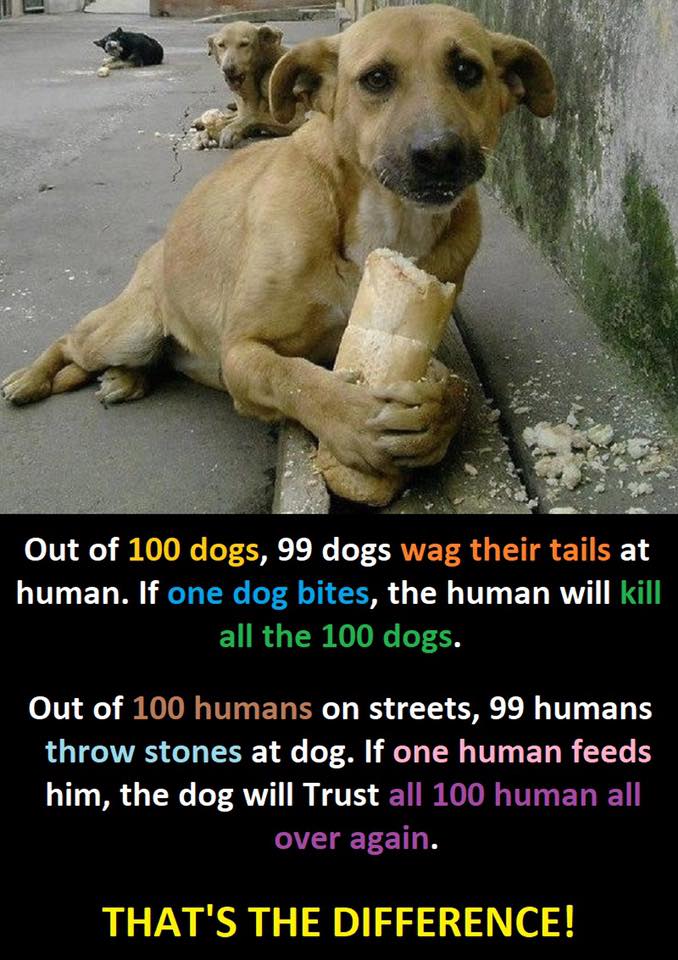 Out of 100 dogs, 99 dogs wag their tails at
human. If one dog bites, the human will kill
all the 100 dogs.
Out of 100 humans on streets, 99 humans
throw stones at dog. If one human feeds
him, the dog will Trust all 100 human all
over again.
THAT'S THE DIFFERENCE!